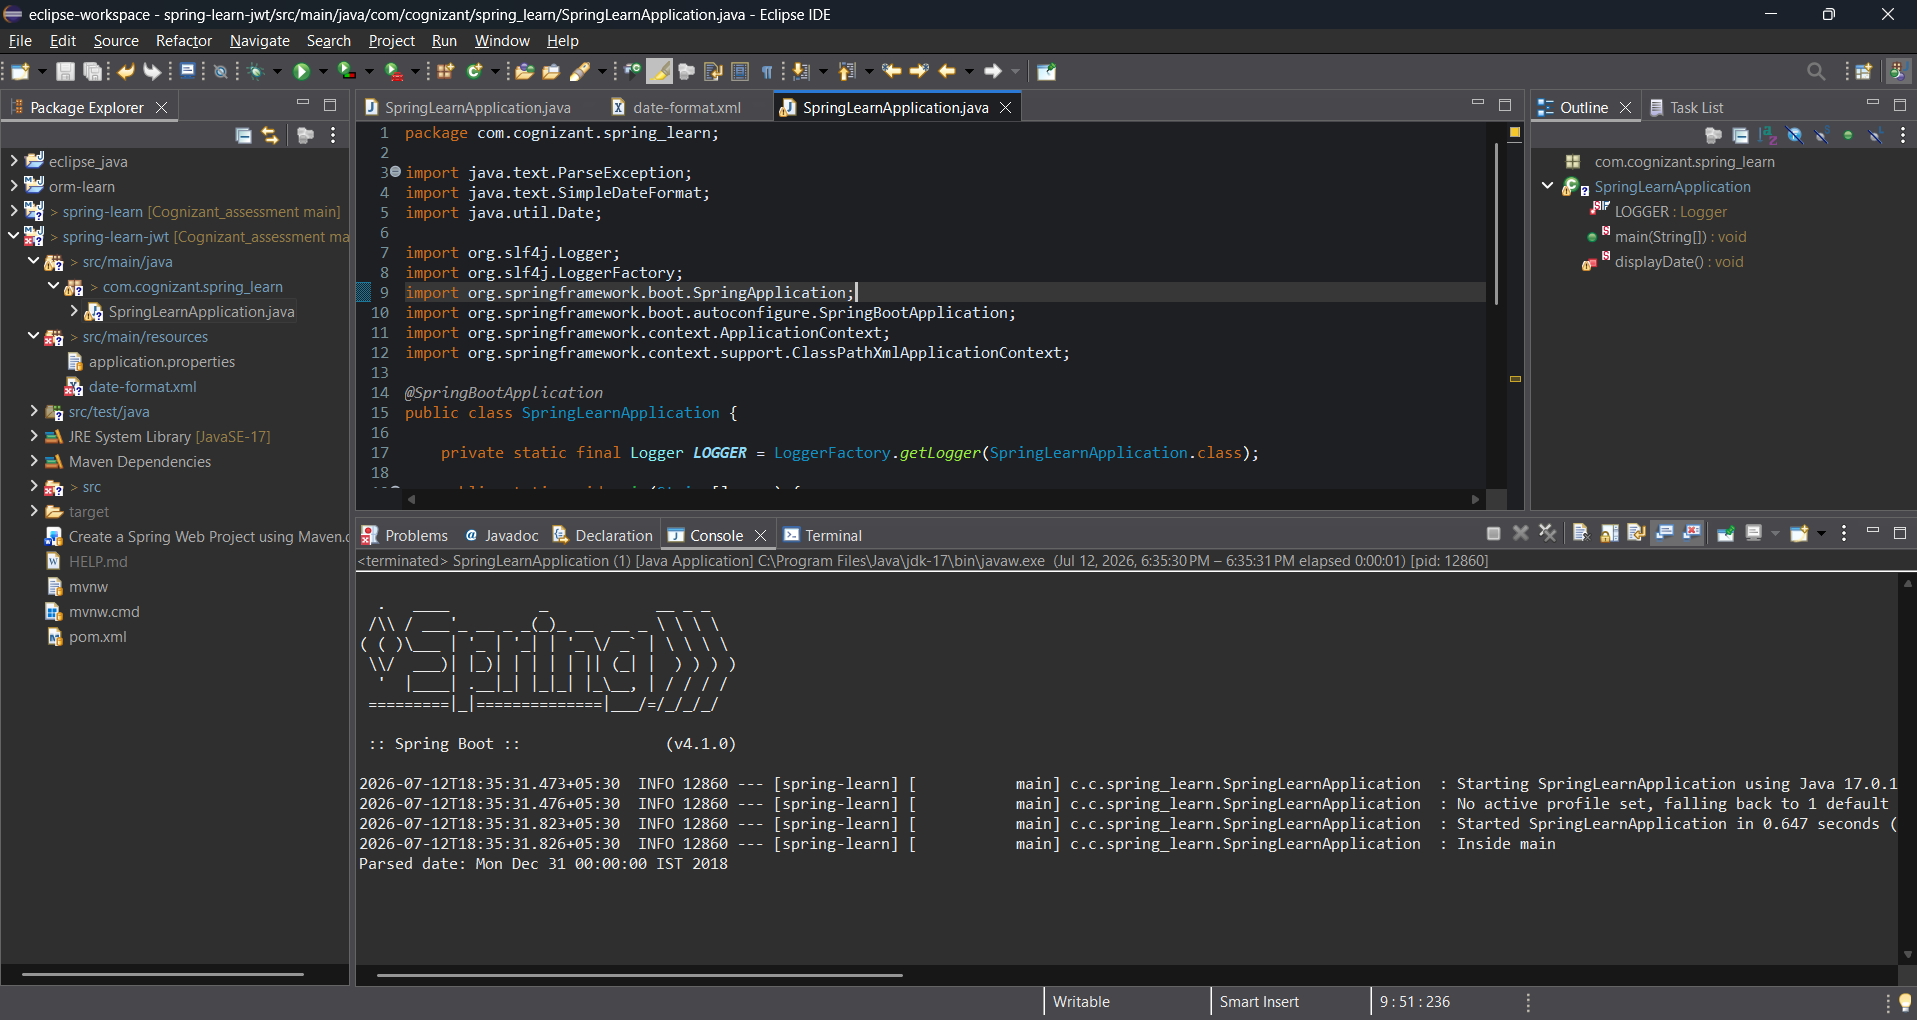 eclipse-workspace - spring-learn-jwt/src/main/java/com/cognizant/spring_learn/SpringLearnApplication.java - Eclipse IDE
File Edit Source Refactor Navigate Search Project Run Window Help
Package Explorer
eclipse_java
orm-learn
> spring-learn [Cognizant_assessment main]
> spring-learn-jwt [Cognizant_assessment ma
> src/main/java
> com.cognizant.spring_learn
SpringLearnApplication.java
> src/main/resources
application.properties
date-format.xml
src/test/java
JRE System Library [JavaSE-17]
Maven Dependencies
> src
target
Create a Spring Web Project using Maven.
HELP.md
mvnw
mvnw.cmd
pom.xml
SpringLearnApplication.java date-format.xml SpringLearnApplication.java
1 package com.cognizant.spring_learn;
2
3 import java.text.ParseException;
4 import java.text.SimpleDateFormat;
5 import java.util.Date;
6
7 import org.slf4j.Logger;
8 import org.slf4j.LoggerFactory;
9 import org.springframework.boot.SpringApplication;
10 import org.springframework.boot.autoconfigure.SpringBootApplication;
11 import org.springframework.context.ApplicationContext;
12 import org.springframework.context.support.ClassPathXmlApplicationContext;
13
14 @SpringBootApplication
15 public class SpringLearnApplication {
16
17 private static final Logger LOGGER = LoggerFactory.getLogger(SpringLearnApplication.class);
18
Outline Task List
com.cognizant.spring_learn
SpringLearnApplication
LOGGER : Logger
main(String[]) : void
displayDate() : void
Problems Javadoc Declaration Console Terminal
<terminated> SpringLearnApplication (1) [Java Application] C:\Program Files\Java\jdk-17\bin\javaw.exe (Jul 12, 2026, 6:35:30 PM – 6:35:31 PM elapsed 0:00:01) [pid: 12860]
Spring
:: Spring Boot :: (v4.1.0)
2026-07-12T18:35:31.473+05:30 INFO 12860 --- [spring-learn] [ main] c.c.spring_learn.SpringLearnApplication : Starting SpringLearnApplication using Java 17.0.1
2026-07-12T18:35:31.476+05:30 INFO 12860 --- [spring-learn] [ main] c.c.spring_learn.SpringLearnApplication : No active profile set, falling back to 1 default
2026-07-12T18:35:31.823+05:30 INFO 12860 --- [spring-learn] [ main] c.c.spring_learn.SpringLearnApplication : Started SpringLearnApplication in 0.647 seconds (
2026-07-12T18:35:31.826+05:30 INFO 12860 --- [spring-learn] [ main] c.c.spring_learn.SpringLearnApplication : Inside main
Parsed date: Mon Dec 31 00:00:00 IST 2018
Writable Smart Insert 9 : 51 : 236